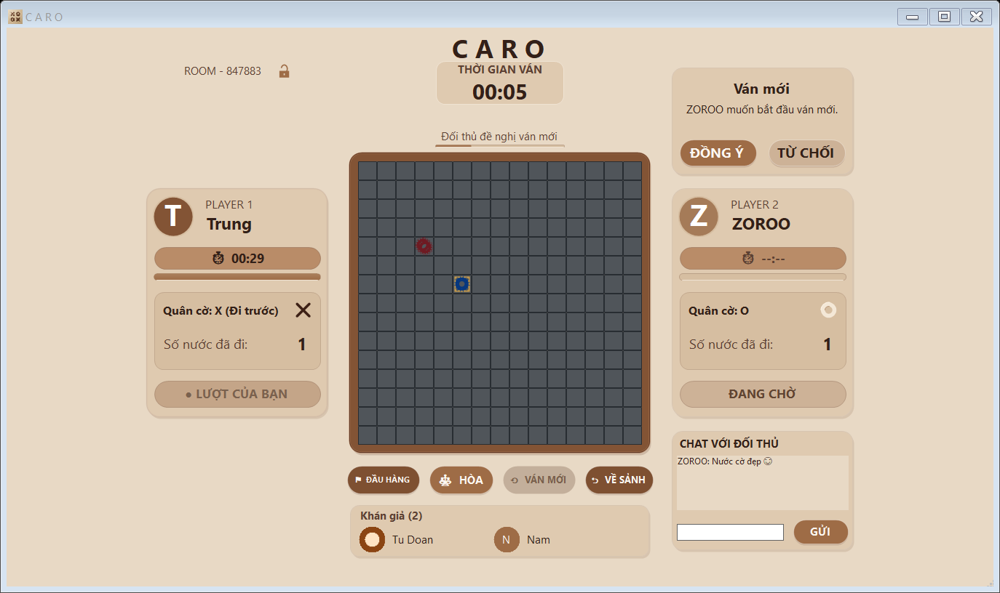 CARO
CARO
ROOM - 847883
THỜI GIAN VÁN
00:05
Đối thủ đề nghị ván mới
Ván mới
ZOROO muốn bắt đầu ván mới.
ĐỒNG Ý
TỪ CHỐI
T
PLAYER 1
Trung
00:29
Quân cờ: X (Đi trước)
Số nước đã đi:
1
● LƯỢT CỦA BẠN
Z
PLAYER 2
ZOROO
--:--
Quân cờ: O
Số nước đã đi:
1
ĐANG CHỜ
ĐẦU HÀNG
HÒA
VÁN MỚI
VỀ SẢNH
Khán giả (2)
Tu Doan
N
Nam
CHAT VỚI ĐỐI THỦ
ZOROO: Nước cờ đẹp ☺
GỬI